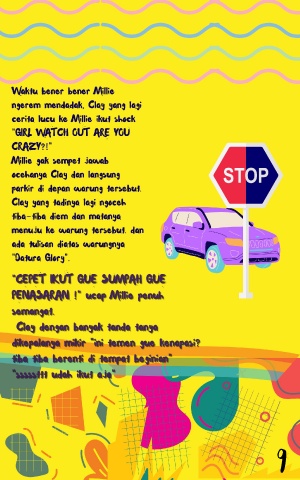 Waktu bener bener Millie
ngerem mendadak, Clay yang lagi
cerita lucu ke Millie ikut shock
"GIRL WATCH OUT ARE YOU
CRAZY?!"
Millie gak sempet jawab
ocehanya Clay dan langsung
parkir di depan warung tersebut.
Clay yang tadinya lagi ngoceh
tiba-tiba diem dan matanya
menuju ke warung tersebut, dan
ada tulisan diatas warungnya
"Datura Glory".
"CEPET IKUT GUE SUMPAH GUE
PENASARAN !" ucap Millie penuh
semangat.
Clay dengan banyak tanda tanya
dikepalanya mikir "ini temen gue kenapasi?
tiba tiba berenti di tempat beginian"
"ssssssttt udah ikut aja"
STOP
9